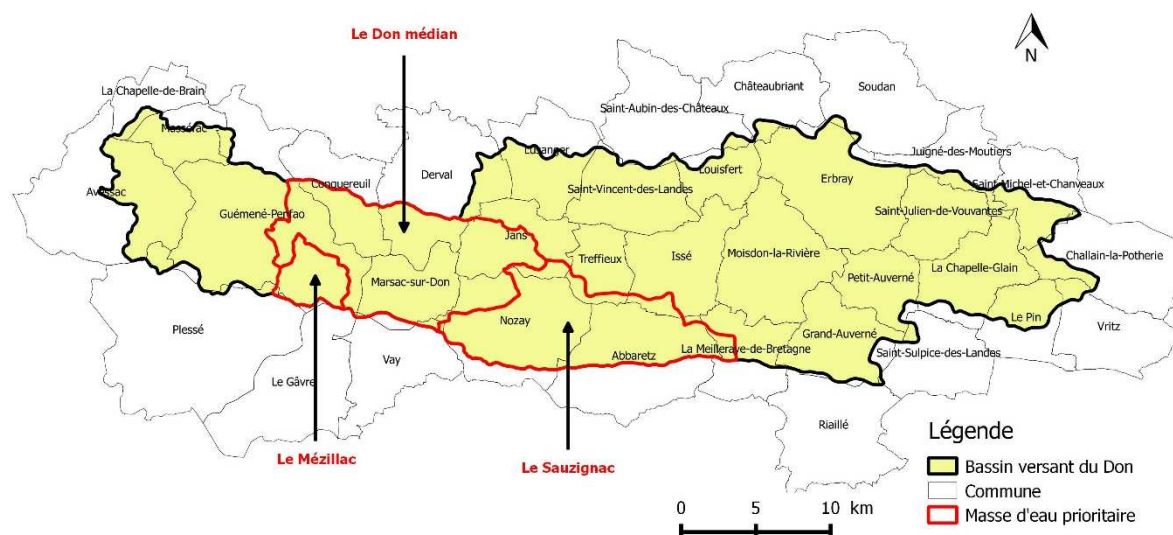 Le Don médian
N
Châteaubriant
Soudan
La Chapelle-de-Brain
Saint-Aubin-des-Châteaux
Massérac
Lusanger
Juigné-des-Moutiers
Conquereuil
Derval
Louisfert
Erbray
Saint-Michel-et-Chanveaux
Avessac
Saint-Vincent-des-Landes
Guémené-Penfao
Saint-Julien-de-Vouvantes
Jans
Treffieux
Issé
Moisdon-la-Rivière
Challain-la-Potherie
La Chapelle-Glain
Marsac-sur-Don
Petit-Auverné
Nozay
Le Pin
Plessé
Grand-Auverné
Vritz
La Meilleraye-de-Bretagne
Abbaretz
Saint-Sulpice-des-Landes
Vay
Le Gâvre
Riaillé
Le Mézillac
Le Sauzignac
Légende
Bassin versant du Don
Commune
Masse d'eau prioritaire
0 5 10 km